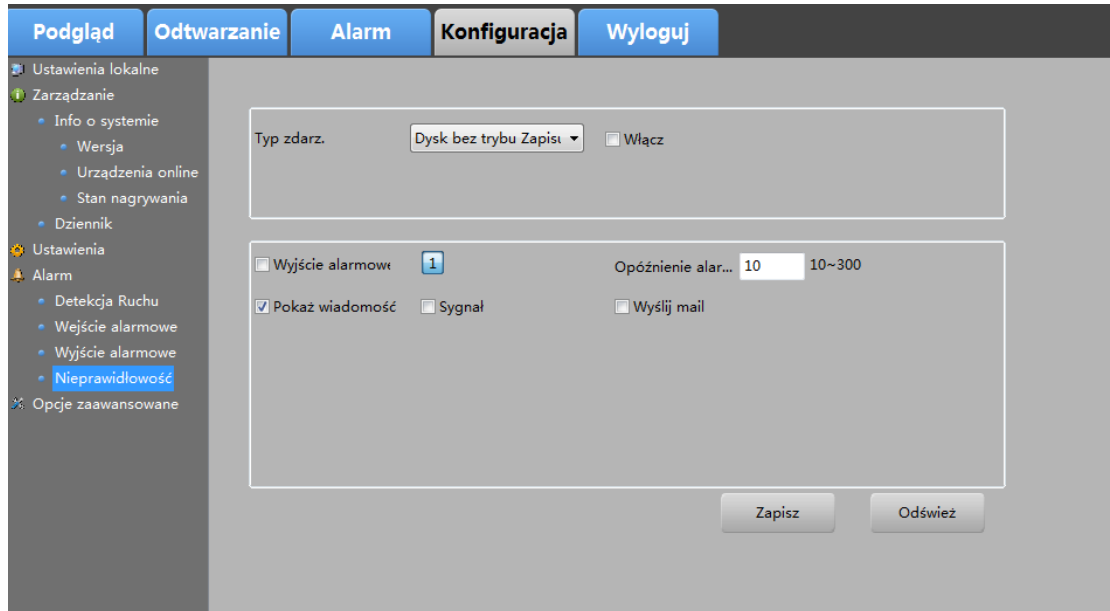 Podgląd Odtwarzanie Alarm Konfiguracja Wyloguj
Ustawienia lokalne
Zarządzanie
Info o systemie
Wersja
Urządzenia online
Stan nagrywania
Dziennik
Ustawienia
Alarm
Detekcja Ruchu
Wejście alarmowe
Wyjście alarmowe
Nieprawidłowość
Opcje zaawansowane
Typ zdarz. Dysk bez trybu Zapisu Włącz
Wyjście alarmowe 1 Opóźnienie alar... 10 10~300
Pokaż wiadomość Sygnał Wyślij mail
Zapisz Odśwież